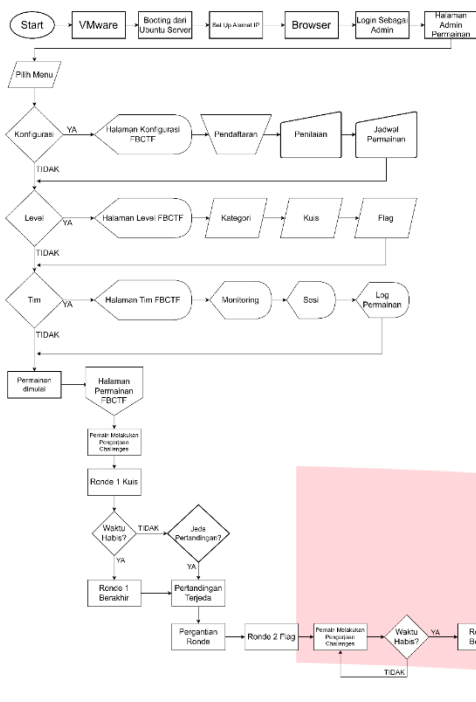 Start
VMware
Booting dari
Ubuntu Server
Set Up Alamat IP
Browser
Login Sebagai
Admin
Halaman
Admin
Permainan
Pilih Menu
Konfigurasi
YA
Halaman Konfigurasi
FBCTF
Pendaftaran
Penilaian
Jadwal
Permainan
TIDAK
Level
YA
Halaman Level FBCTF
Kategori
Kuis
Flag
TIDAK
Tim
YA
Halaman Tim FBCTF
Monitoring
Sesi
Log
Permainan
TIDAK
Permainan
dimulai
Halaman
Permainan
FBCTF
Pemain Melakukan
Pengerjaan
Challenges
Ronde 1 Kuis
Waktu
Habis?
TIDAK
Jeda
Pertandingan?
YA
YA
Ronde 1
Berakhir
Pertandingan
Terjeda
Pergantian
Ronde
Ronde 2 Flag
Pemain Melakukan
Pengerjaan
Challenges
Waktu
Habis?
YA
TIDAK